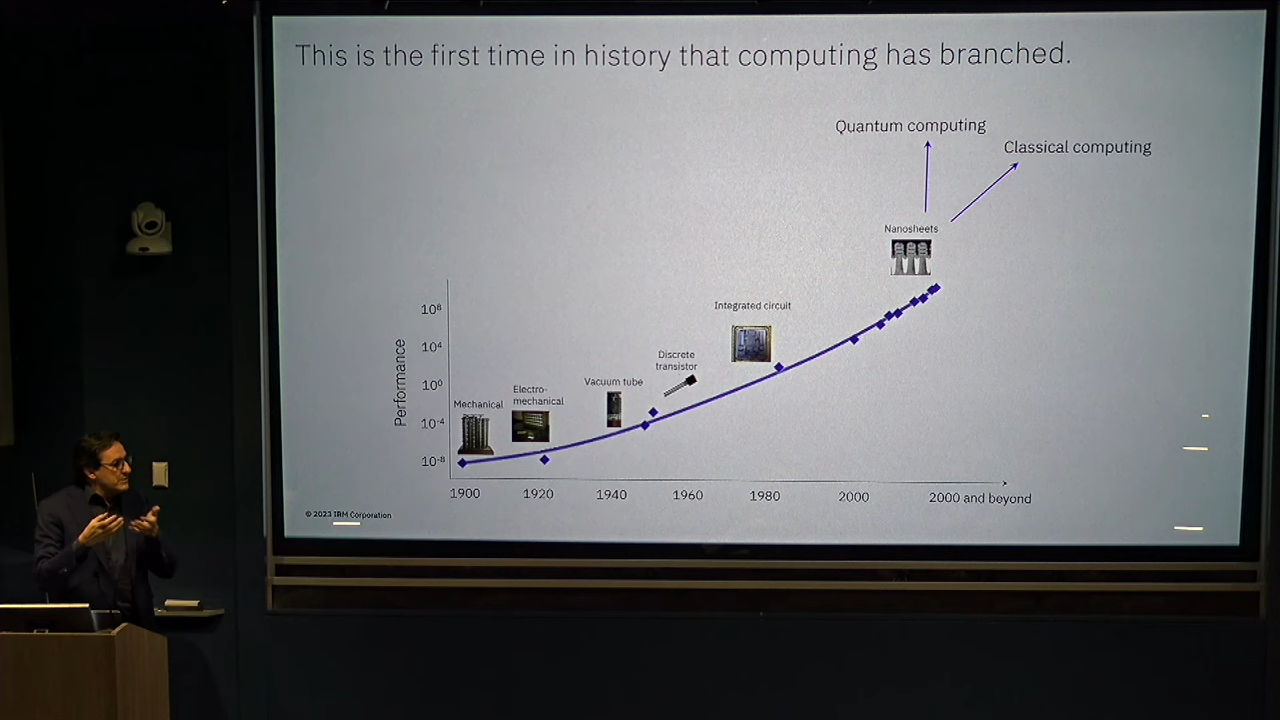 This is the first time in history that computing has branched.
Quantum computing
Classical computing
Nanosheets
Integrated circuit
Discrete
transistor
Vacuum tube
Electro-
mechanical
Mechanical
Performance
10⁸
10⁴
10⁰
10⁻⁴
10⁻⁸
1900
1920
1940
1960
1980
2000
2000 and beyond
© 2023 IBM Corporation